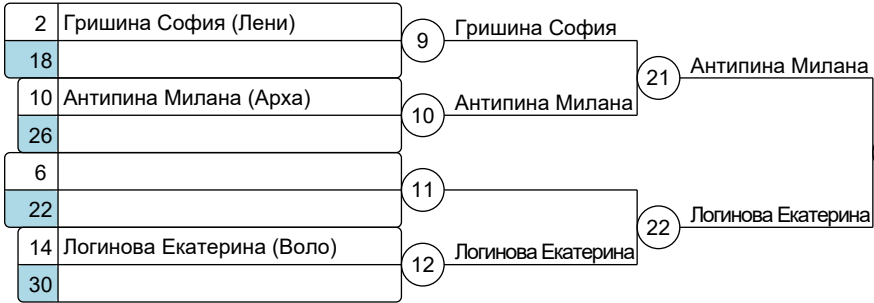 2 Гришина София (Лени)
18
9 Гришина София
10 Антипина Милана (Арха)
26
10 Антипина Милана
21 Антипина Милана
6
22
11
14 Логинова Екатерина (Воло)
30
12 Логинова Екатерина
22 Логинова Екатерина